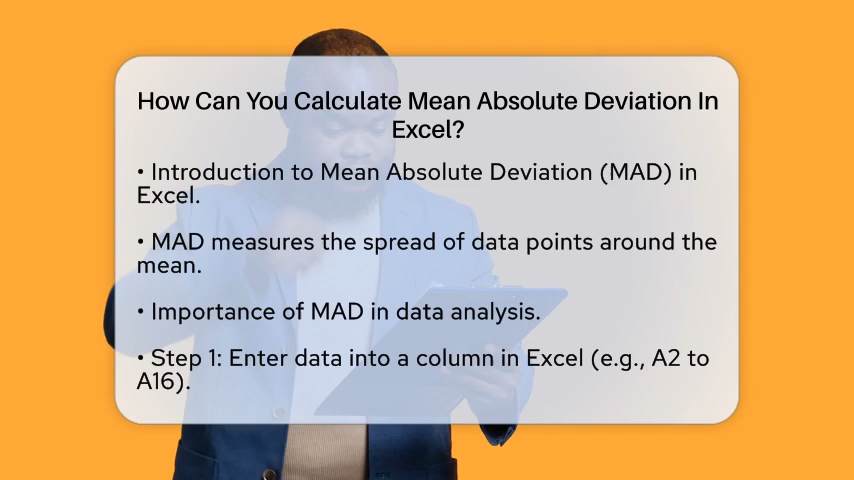 How Can You Calculate Mean Absolute Deviation In
Excel?
• Introduction to Mean Absolute Deviation (MAD) in
Excel.
• MAD measures the spread of data points around the
mean.
• Importance of MAD in data analysis.
• Step 1: Enter data into a column in Excel (e.g., A2 to
A16).